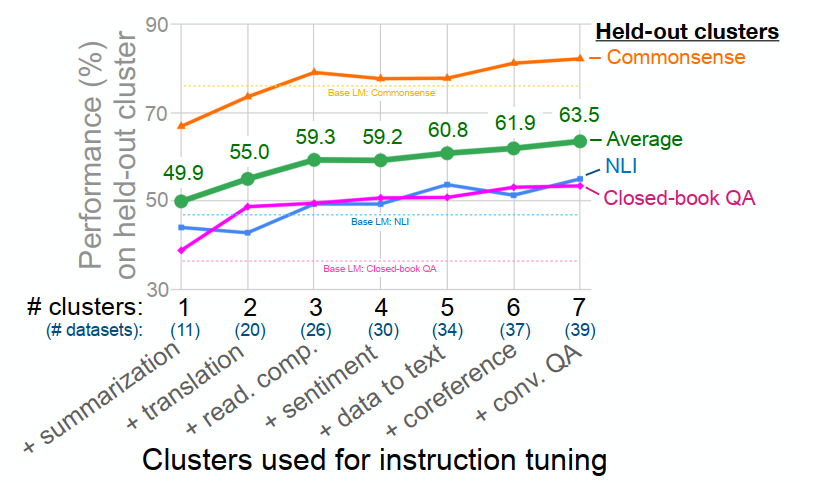 90
Held-out clusters
Commonsense
Performance (%)
on held-out cluster
Base LM: Commonsense
70
49.9
55.0
59.3
59.2
60.8
61.9
63.5
Average
NLI
Closed-book QA
50
Base LM: NLI
Base LM: Closed-book QA
30
# clusters: 1 2 3 4 5 6 7
(# datasets): (11) (20) (26) (30) (34) (37) (39)
+ summarization
+ translation
+ read. comp.
+ sentiment
+ data to text
+ coreference
+ conv. QA
Clusters used for instruction tuning